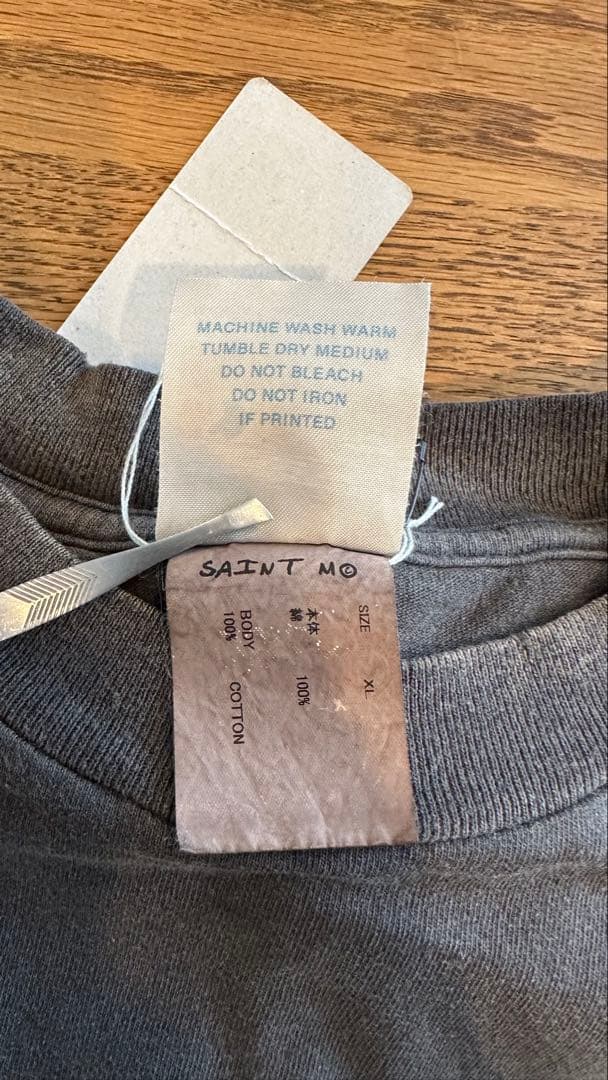 MACHINE WASH WARM
TUMBLE DRY MEDIUM
DO NOT BLEACH
DO NOT IRON
IF PRINTED
SAINT M©
SIZE XL
本体
綿 100%
BODY
100% COTTON